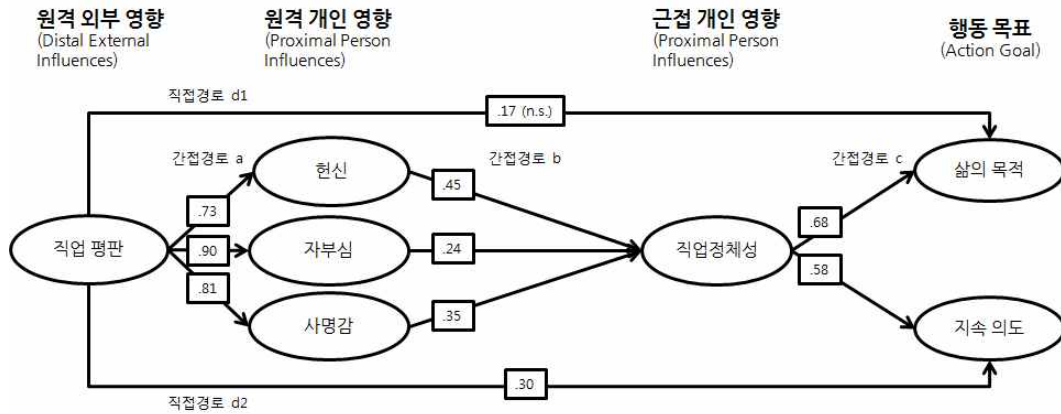 원격 외부 영향
(Distal External
Influences)
원격 개인 영향
(Proximal Person
Influences)
근접 개인 영향
(Proximal Person
Influences)
행동 목표
(Action Goal)
직접경로 d1
.17 (n.s.)
간접경로 a
헌신
간접경로 b
간접경로 c
삶의 목적
.45
.73
.68
직업 평판
.90
자부심
.24
직업정체성
.58
.81
사명감
.35
지속 의도
.30
직접경로 d2